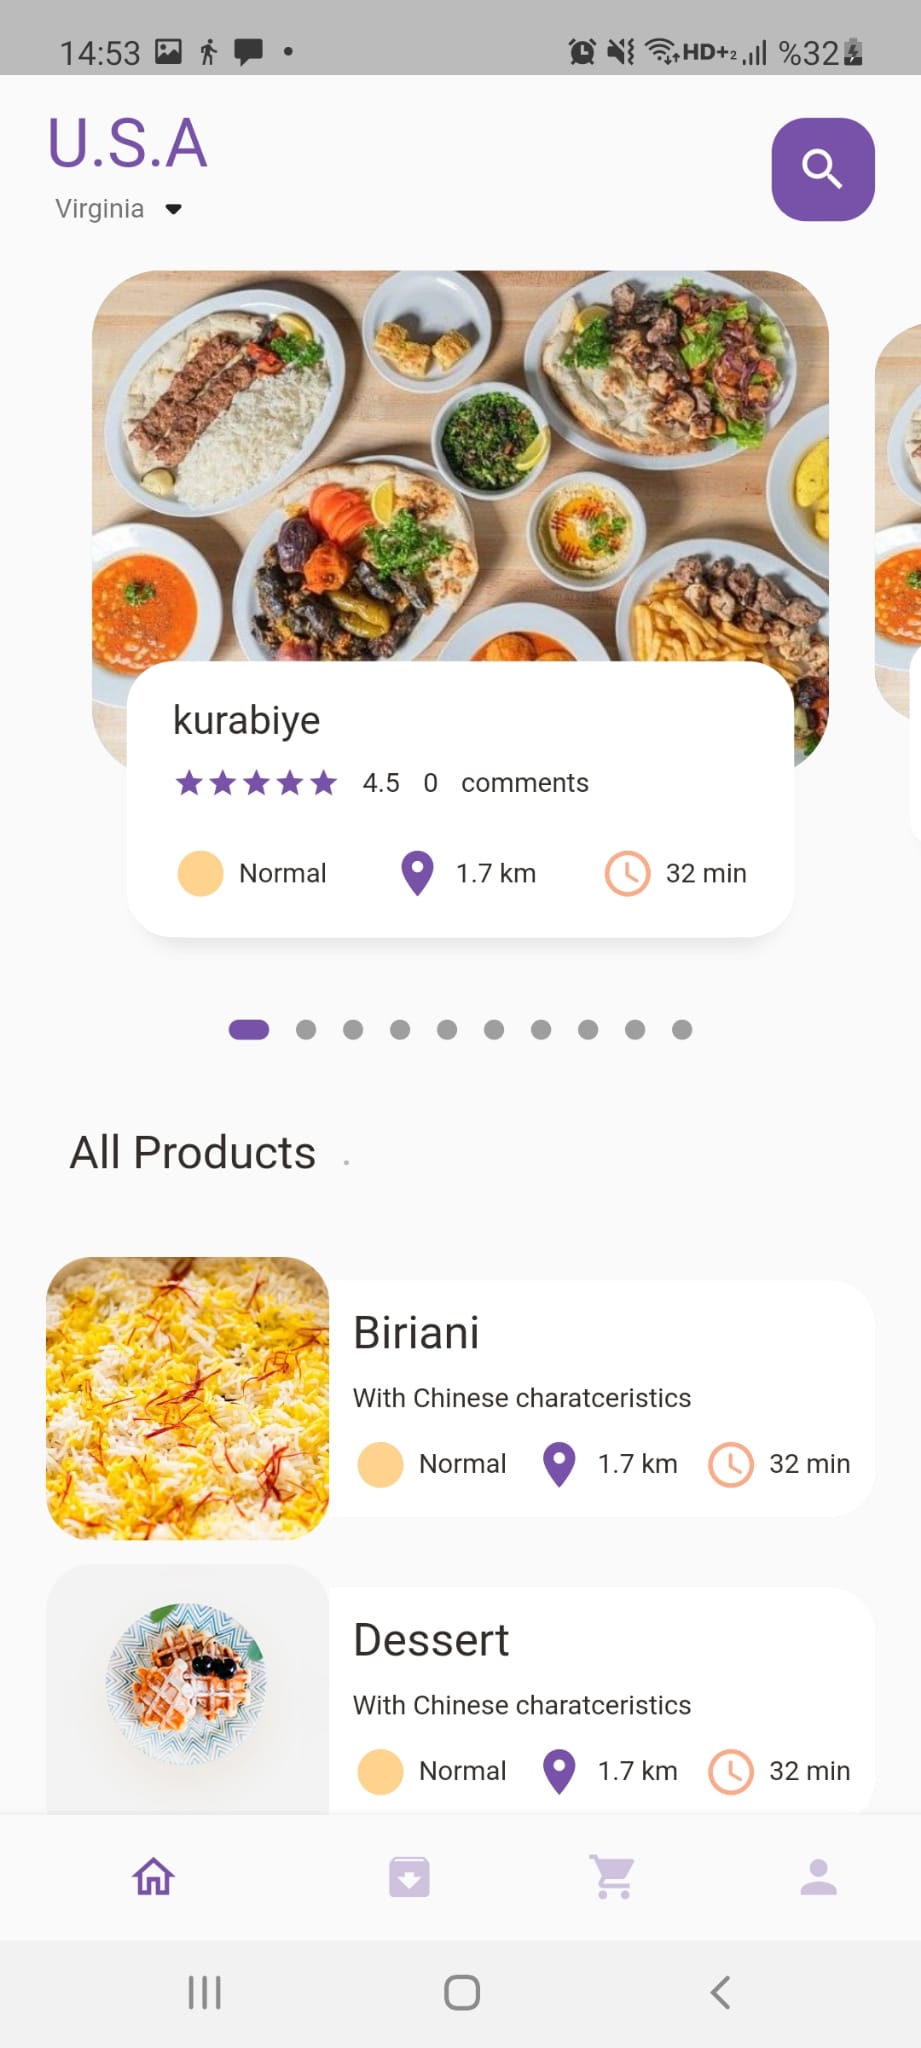 14:53 HD+2 %32
U.S.A
Virginia
kurabiye
4.5 0 comments
Normal 1.7 km 32 min
All Products .
Biriani
With Chinese charatceristics
Normal 1.7 km 32 min
Dessert
With Chinese charatceristics
Normal 1.7 km 32 min